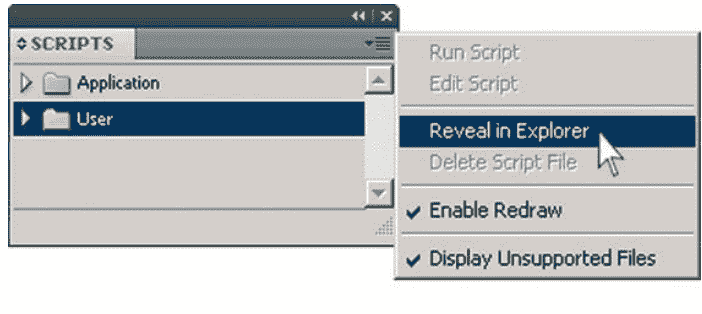 SCRIPTS
Application
User
Run Script
Edit Script
Reveal in Explorer
Delete Script File
Enable Redraw
Display Unsupported Files